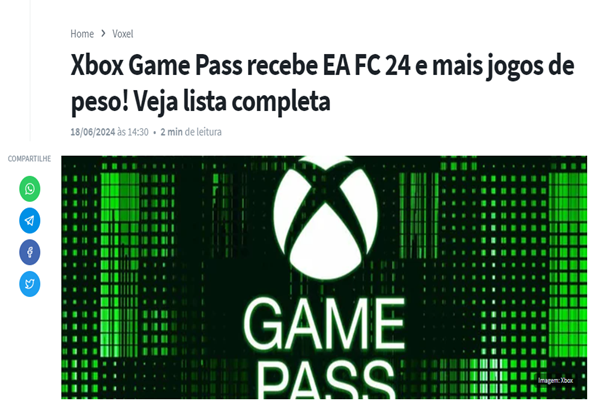 Home > Voxel
Xbox Game Pass recebe EA FC 24 e mais jogos de
peso! Veja lista completa
18/06/2024 às 14:30 • 2 min de leitura
COMPARTILHE
GAME
PASS
Imagem: Xbox